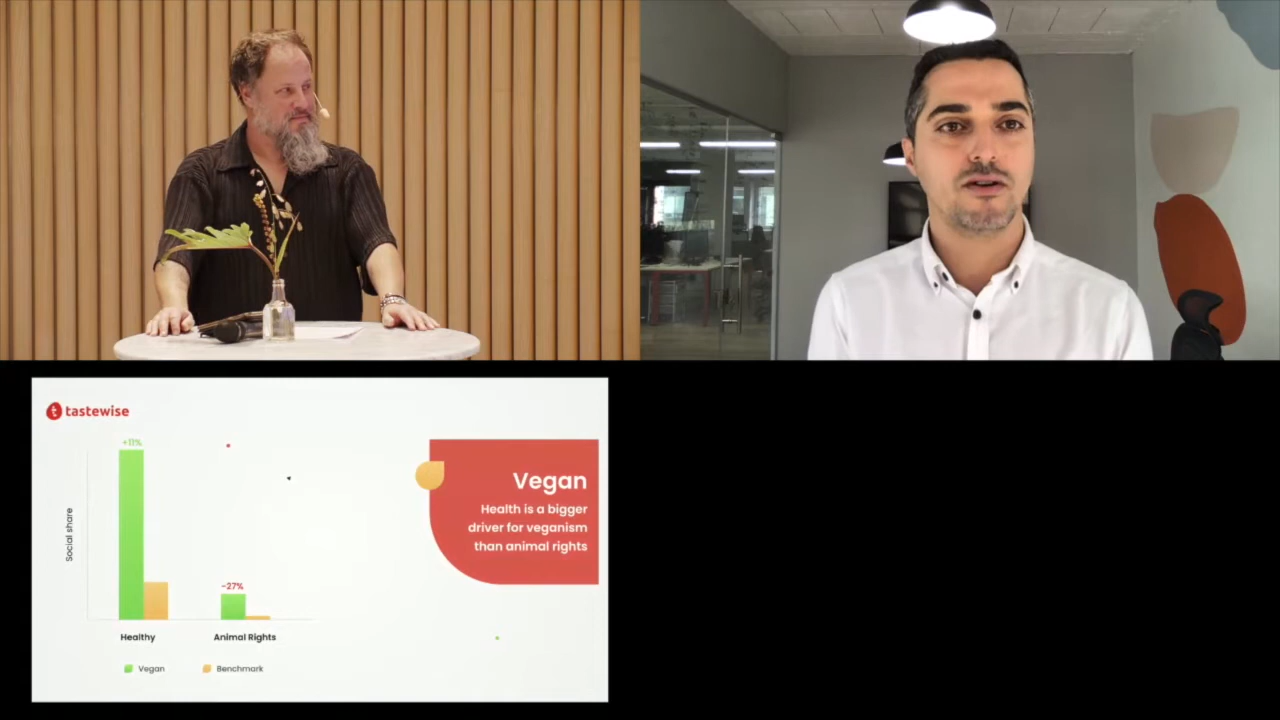 tastewise
+11%
Vegan
Health is a bigger
driver for veganism
than animal rights
Social share
-27%
Healthy
Animal Rights
Vegan
Benchmark